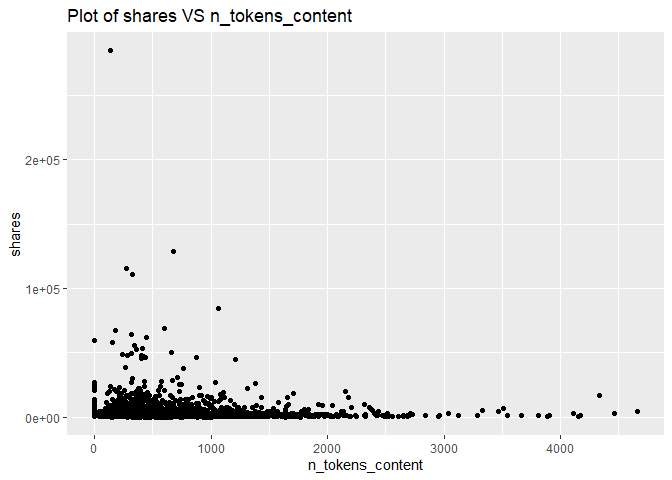 Plot of shares VS n_tokens_content
2e+05
1e+05
0e+00
shares
0 1000 2000 3000 4000
n_tokens_content